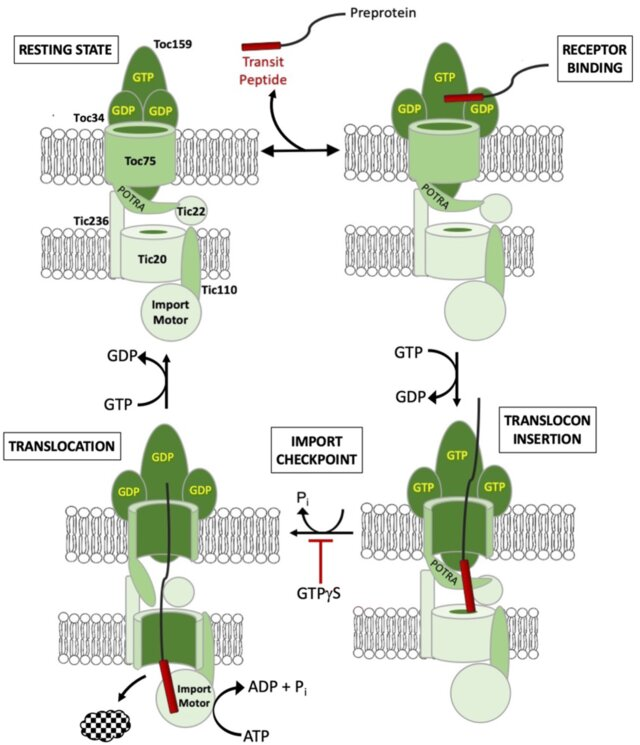 Preprotein
RESTING STATE
Toc159
Transit
Peptide
RECEPTOR
BINDING
GTP
GDP
GDP
Toc34
Toc75
POTRA
Tic22
Tic236
Tic20
Tic110
Import
Motor
GTP
GDP
GDP
POTRA
GDP
GTP
GTP
GDP
TRANSLOCATION
IMPORT
CHECKPOINT
TRANSLOCON
INSERTION
GDP
GDP
GDP
Pi
GTPγS
GTP
GTP
GTP
POTRA
Import
Motor
ADP + Pi
ATP